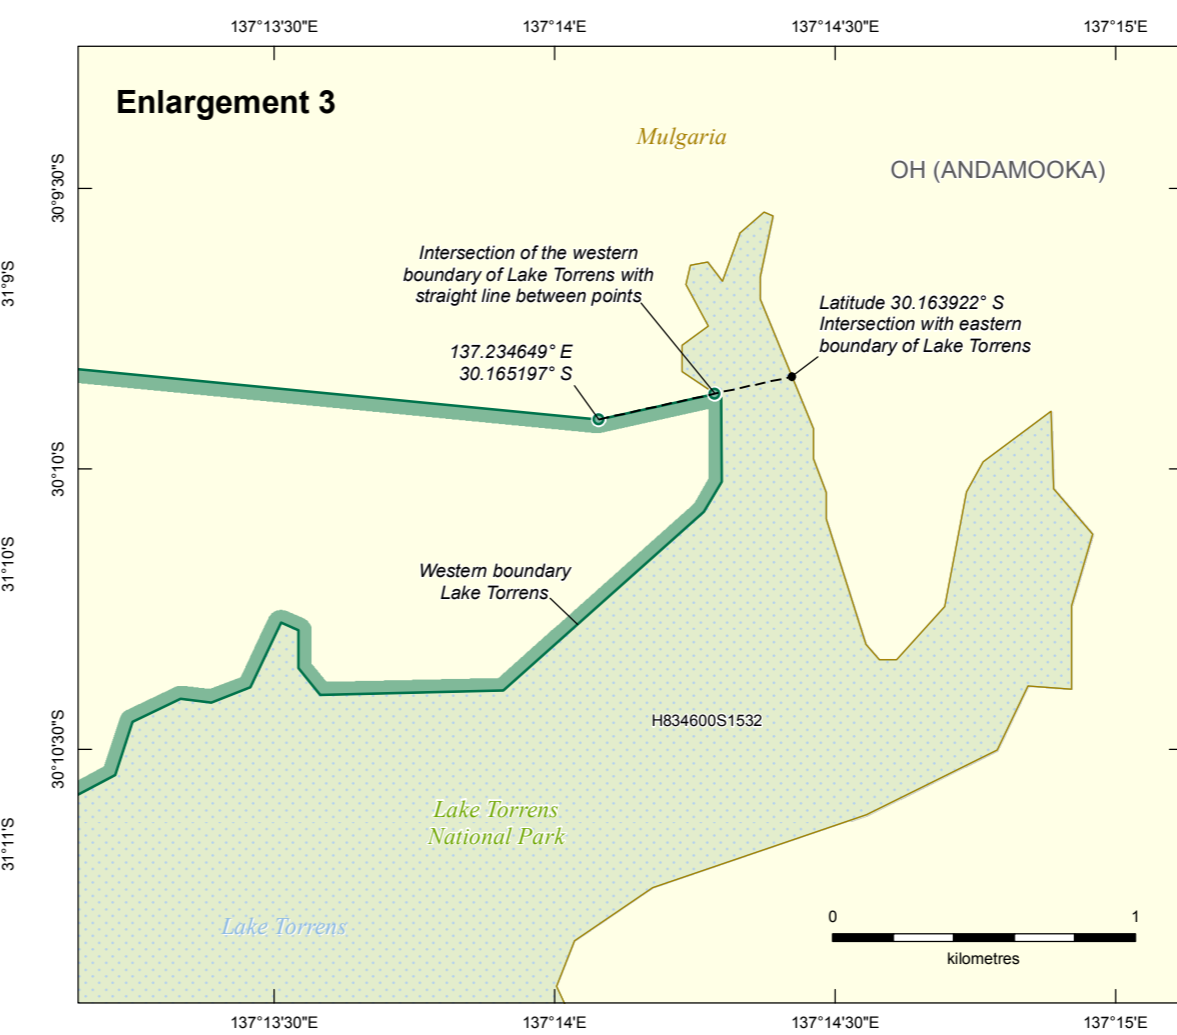 137°13'30"E
137°14'E
137°14'30"E
137°15'E
Enlargement 3
Mulgaria
OH (ANDAMOOKA)
30°9'30"S
31°9'S
Intersection of the western
boundary of Lake Torrens with
straight line between points
Latitude 30.163922° S
Intersection with eastern
boundary of Lake Torrens
137.234649° E
30.165197° S
30°10'S
31°10'S
Western boundary
Lake Torrens
H834600S1532
30°10'30"S
Lake Torrens
National Park
31°11'S
Lake Torrens
0
1
kilometres
137°13'30"E
137°14'E
137°14'30"E
137°15'E